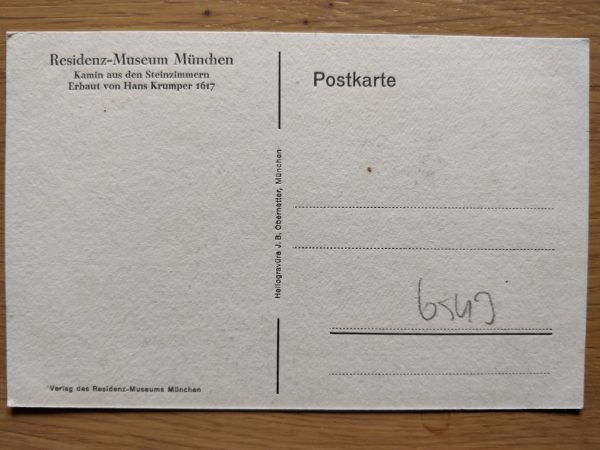 Residenz-Museum München
Kamin aus den Steinzimmern
Erbaut von Hans Krumper 1617
Verlag des Residenz-Museums München
Heliogravüre J. B. Obernetter, München
Postkarte
6549